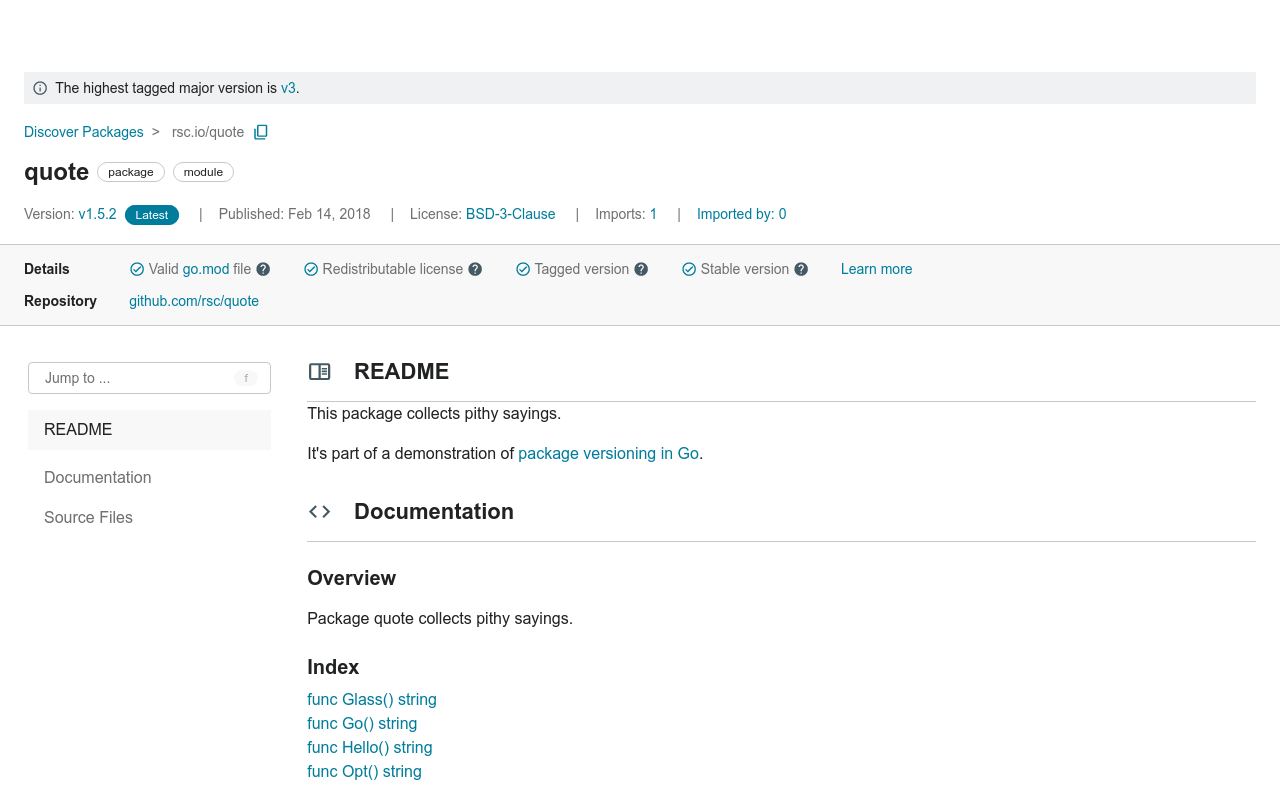 The highest tagged major version is v3.
Discover Packages > rsc.io/quote
quote package module
Version: v1.5.2 Latest | Published: Feb 14, 2018 | License: BSD-3-Clause | Imports: 1 | Imported by: 0
Details Valid go.mod file ? Redistributable license ? Tagged version ? Stable version ? Learn more
Repository github.com/rsc/quote
Jump to ... f
README
Documentation
Source Files
README
This package collects pithy sayings.
It's part of a demonstration of package versioning in Go.
Documentation
Overview
Package quote collects pithy sayings.
Index
func Glass() string
func Go() string
func Hello() string
func Opt() string